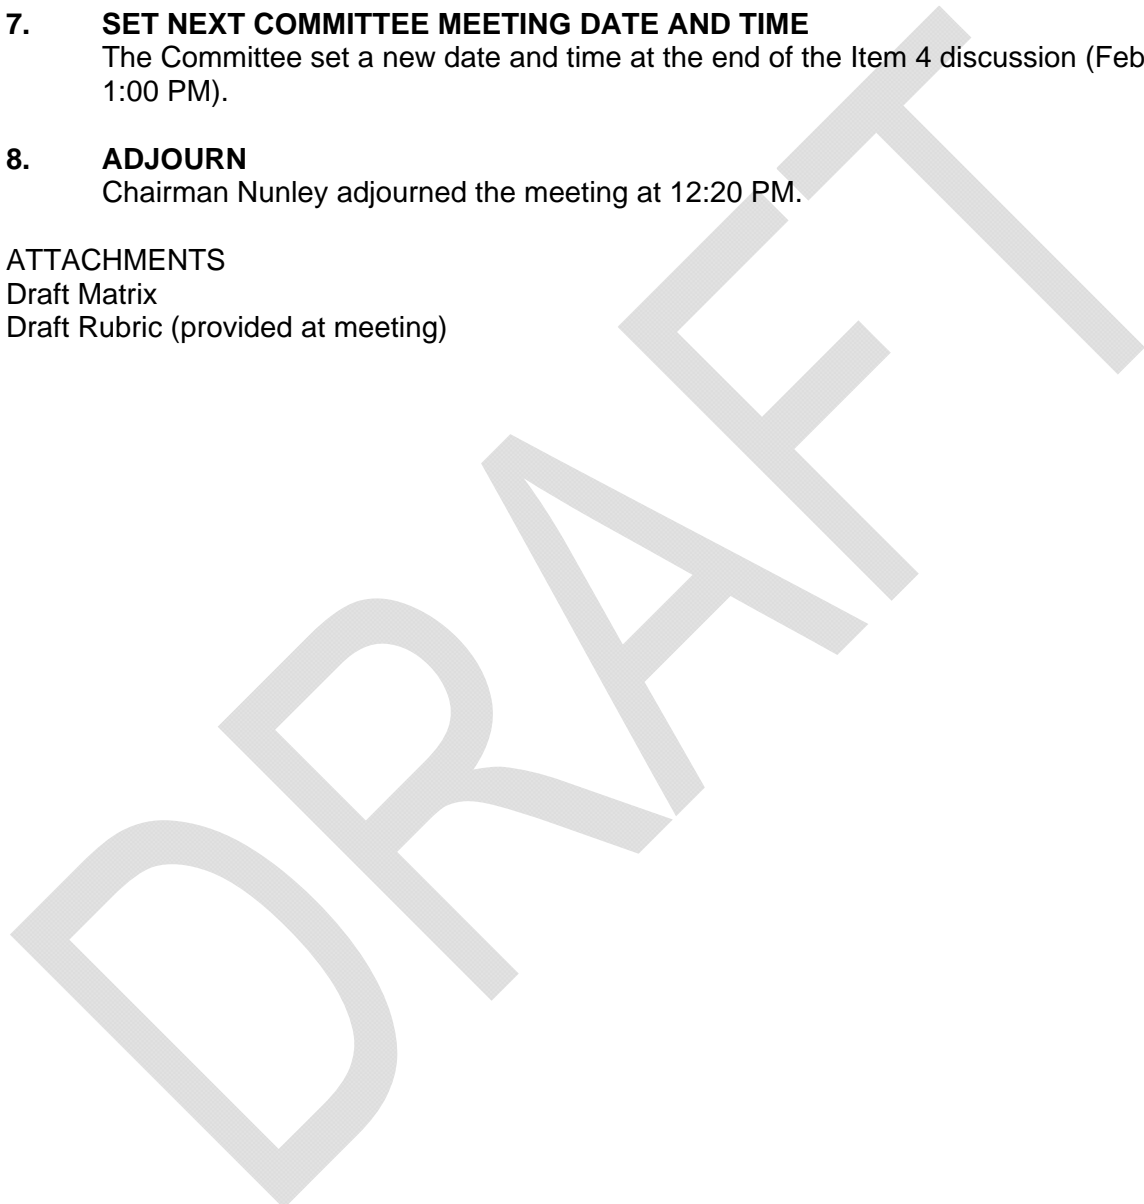 7. SET NEXT COMMITTEE MEETING DATE AND TIME
The Committee set a new date and time at the end of the Item 4 discussion (Feb
1:00 PM).
8. ADJOURN
Chairman Nunley adjourned the meeting at 12:20 PM.
ATTACHMENTS
Draft Matrix
Draft Rubric (provided at meeting)
DRAFT